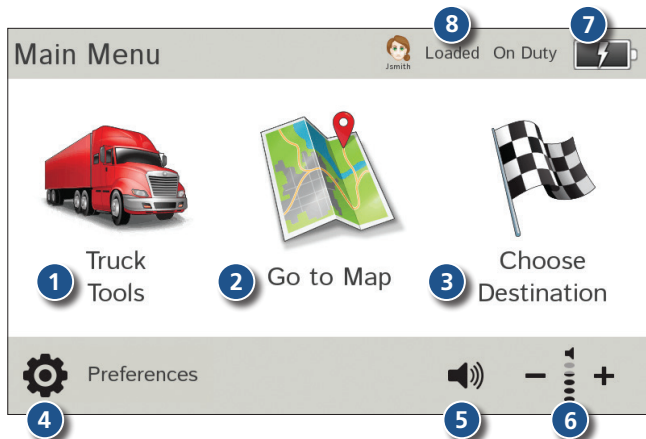 8
7
Main Menu
Jsmith
Loaded On Duty
1
Truck
Tools
2
Go to Map
3
Choose
Destination
Preferences
4
5
6